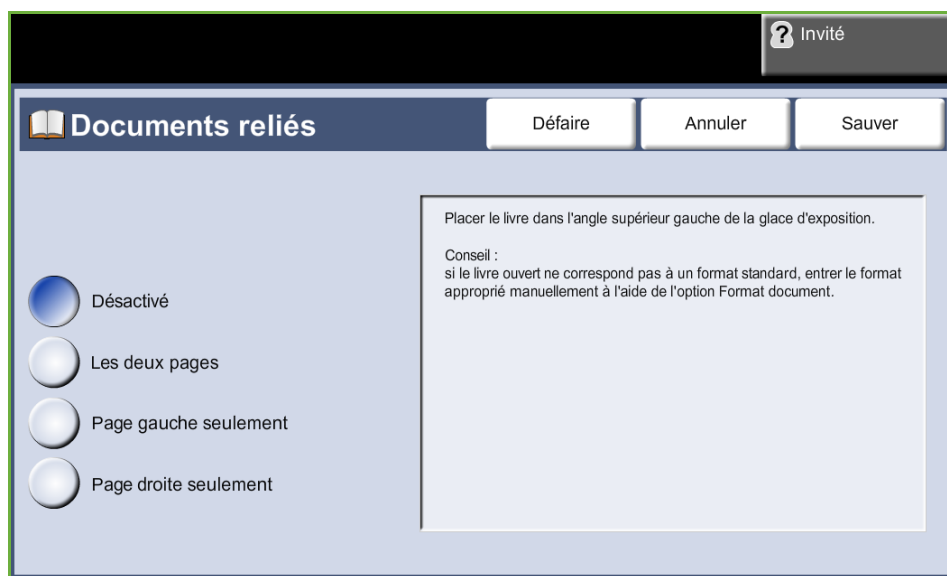 Invité
Documents reliés
Défaire
Annuler
Sauver
Placer le livre dans l'angle supérieur gauche de la glace d'exposition.
Conseil :
si le livre ouvert ne correspond pas à un format standard, entrer le format
approprié manuellement à l'aide de l'option Format document.
Désactivé
Les deux pages
Page gauche seulement
Page droite seulement